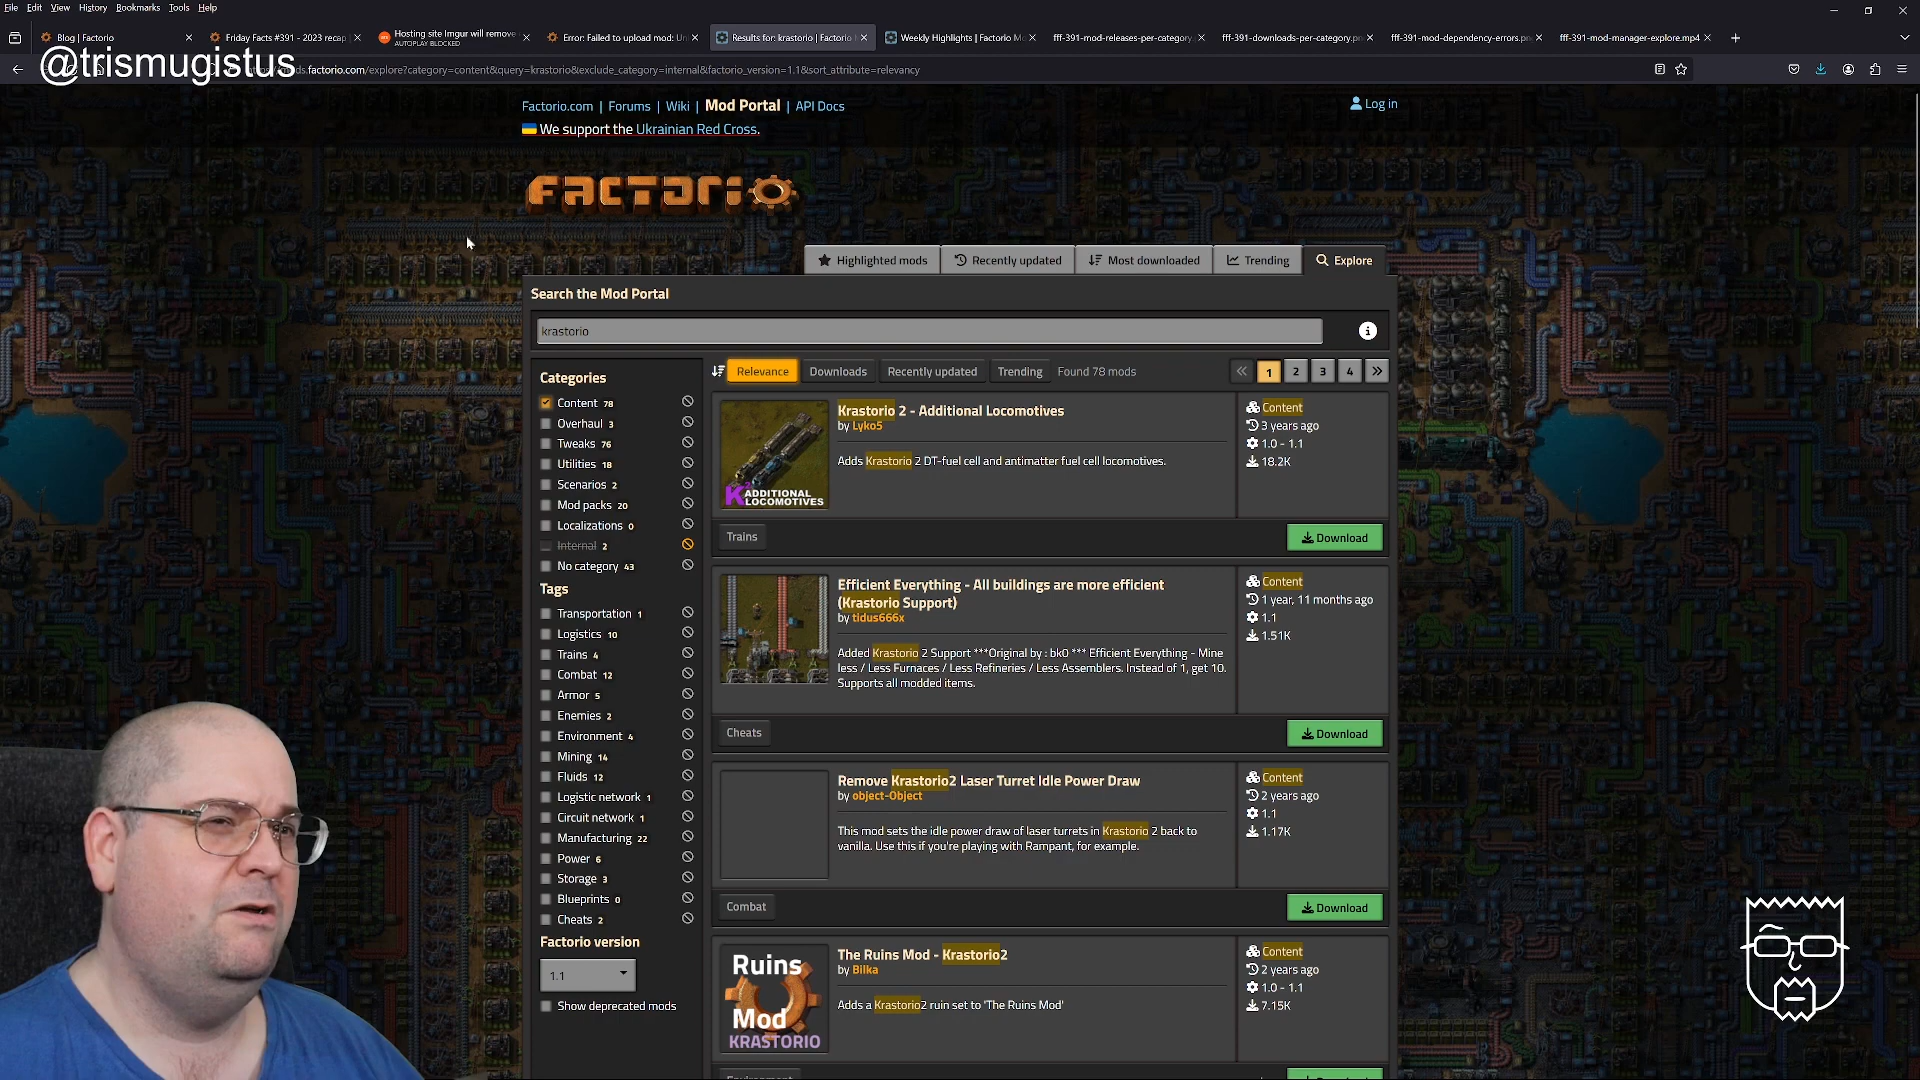 File Edit View History Bookmarks Tools Help
Blog | Factorio
Friday Facts #391 - 2023 recap |
Hosting site Imgur will remove
AUTOPLAY BLOCKED
Error: Failed to upload mod: Un
Results for: krastorio | Factorio
Weekly Highlights | Factorio M
fff-391-mod-releases-per-category.
fff-391-downloads-per-category.pn
fff-391-mod-dependency-errors.pn
fff-391-mod-manager-explore.mp4
@trismugistus
ds.factorio.com/explore?category=content&query=krastorio&exclude_category=internal&factorio_version=1.1&sort_attribute=relevancy
Factorio.com | Forums | Wiki | Mod Portal | API Docs
Log in
We support the Ukrainian Red Cross.
FACTORIO
Highlighted mods
Recently updated
Most downloaded
Trending
Explore
Search the Mod Portal
krastorio
Categories
Content 78
Overhaul 3
Tweaks 76
Utilities 18
Scenarios 2
Mod packs 20
Localizations 0
Internal 2
No category 43
Tags
Transportation 1
Logistics 10
Trains 4
Combat 12
Armor 5
Enemies 2
Environment 4
Mining 14
Fluids 12
Logistic network 1
Circuit network 1
Manufacturing 22
Power 6
Storage 3
Blueprints 0
Cheats 2
Factorio version
1.1
Show deprecated mods
Relevance Downloads Recently updated Trending Found 78 mods
« 1 2 3 4 »
K2 ADDITIONAL
LOCOMOTIVES
Krastorio 2 - Additional Locomotives
by Lyko5
Adds Krastorio 2 DT-fuel cell and antimatter fuel cell locomotives.
Content
3 years ago
1.0 - 1.1
18.2K
Trains
Download
Efficient Everything - All buildings are more efficient
(Krastorio Support)
by tidus666x
Added Krastorio 2 Support ***Original by : bk0 *** Efficient Everything - Mine
less / Less Furnaces / Less Refineries / Less Assemblers. Instead of 1, get 10.
Supports all modded items.
Content
1 year, 11 months ago
1.1
1.51K
Cheats
Download
Remove Krastorio2 Laser Turret Idle Power Draw
by object-Object
This mod sets the idle power draw of laser turrets in Krastorio 2 back to
vanilla. Use this if you're playing with Rampant, for example.
Content
2 years ago
1.1
1.17K
Combat
Download
Ruins
Mod
KRASTORIO
The Ruins Mod - Krastorio2
by Bilka
Adds a Krastorio2 ruin set to 'The Ruins Mod'
Content
2 years ago
1.0 - 1.1
7.15K